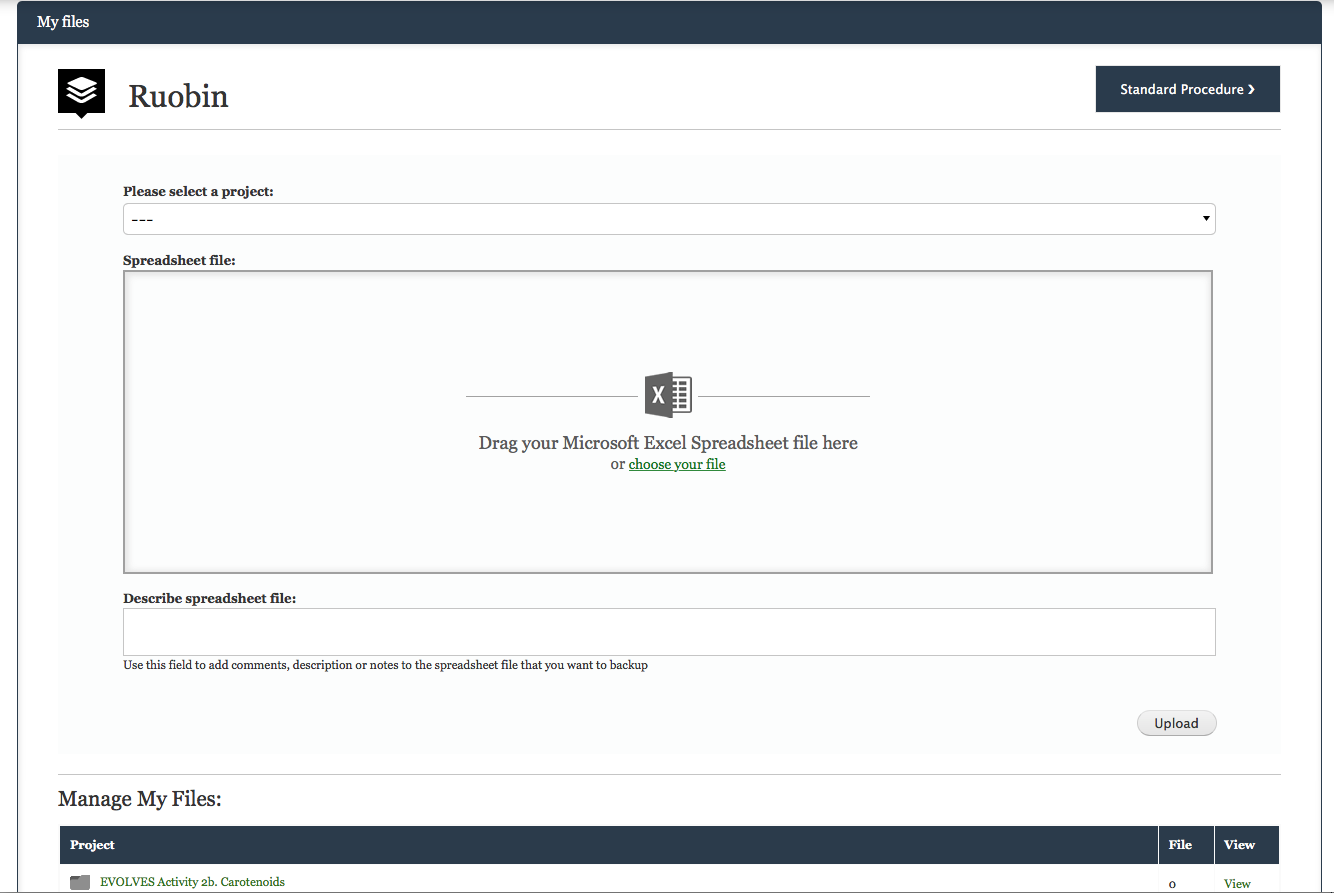 My files
Ruobin
Standard Procedure ❯
Please select a project:
---
Spreadsheet file:
X
Drag your Microsoft Excel Spreadsheet file here
or choose your file
Describe spreadsheet file:
Use this field to add comments, description or notes to the spreadsheet file that you want to backup
Upload
Manage My Files:
Project File View
EVOLVES Activity 2b. Carotenoids 0 View